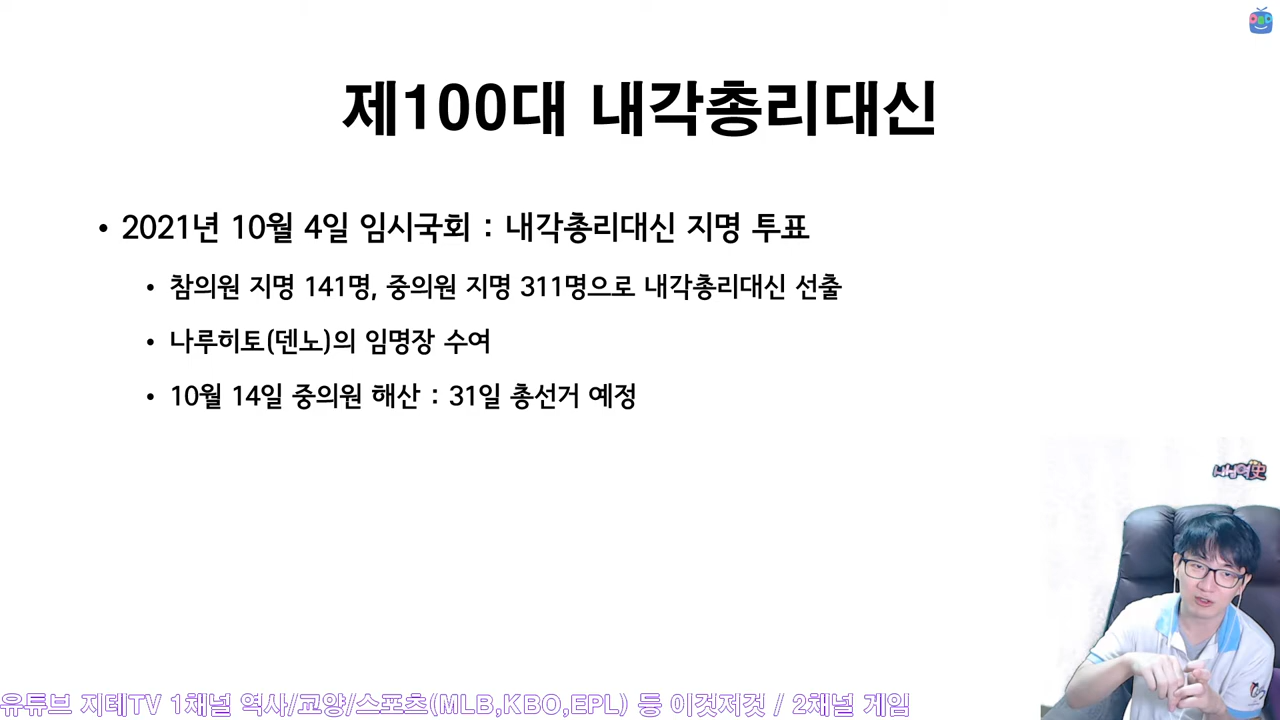 제100대 내각총리대신
• 2021년 10월 4일 임시국회 : 내각총리대신 지명 투표
• 참의원 지명 141명, 중의원 지명 311명으로 내각총리대신 선출
• 나루히토(덴노)의 임명장 수여
• 10월 14일 중의원 해산 : 31일 총선거 예정
유튜브 지테TV 1채널 역사/교양/스포츠(MLB,KBO,EPL) 등 이것저것 / 2채널 게임